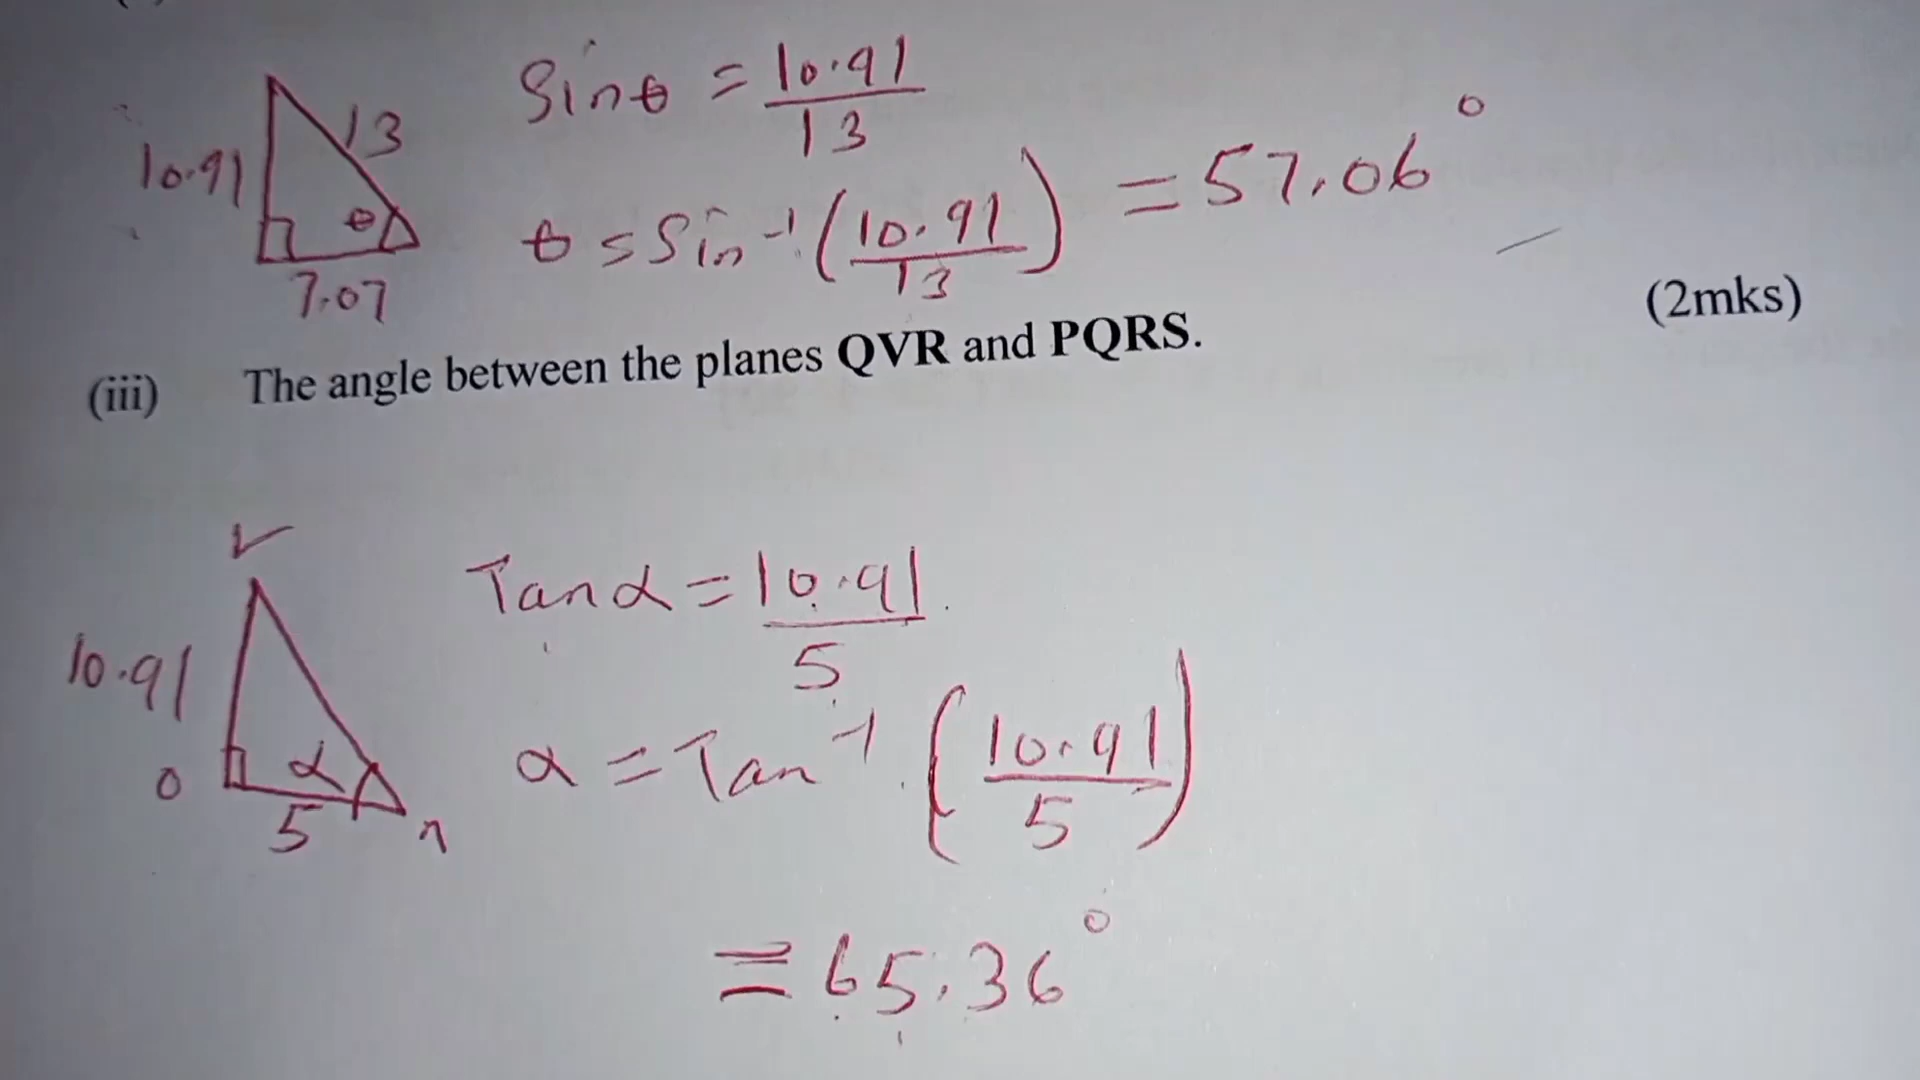 Sinθ = 10.91
13
10.91
13
θ
7.07
θ = Sin⁻¹(10.91
13) = 57.06°
(2mks)
(iii) The angle between the planes QVR and PQRS.
V
10.91
O
α
5
n
Tanα = 10.91
5
α = Tan⁻¹(10.91
5)
= 65.36°